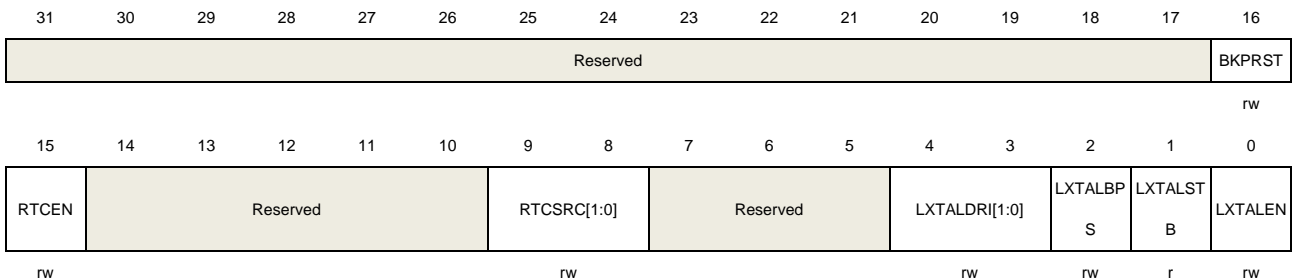 31 30 29 28 27 26 25 24 23 22 21 20 19 18 17 16
Reserved BKPRST
rw
15 14 13 12 11 10 9 8 7 6 5 4 3 2 1 0
RTCEN Reserved RTCSRC[1:0] Reserved LXTALDRI[1:0] LXTALBP LXTALST LXTALEN
S B
rw rw rw rw r rw